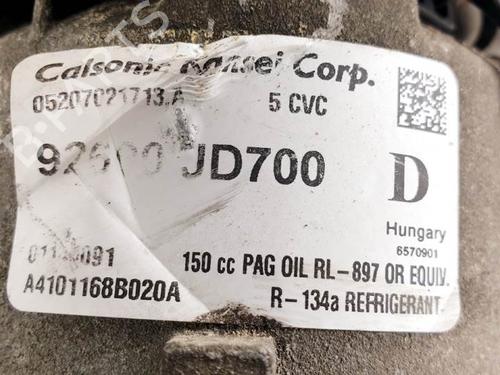 Calsonic Kansei Corp.
05207021713.A 5 CVC
JD700 D
Hungary
6570901
150 cc PAG OIL RL-897 OR EQUIV.
A4101168B020A
R-134a REFRIGERANT